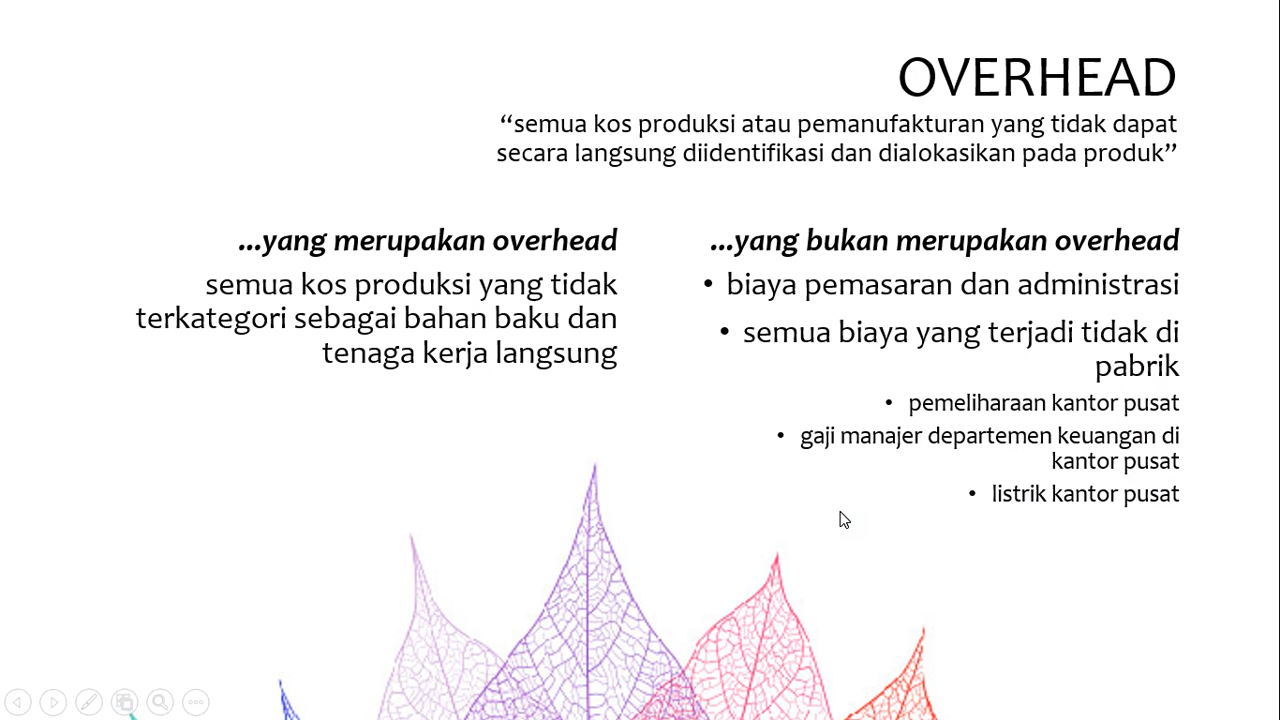 OVERHEAD
“semua kos produksi atau pemanufakturan yang tidak dapat
secara langsung diidentifikasi dan dialokasikan pada produk”
...yang merupakan overhead
semua kos produksi yang tidak
terkategori sebagai bahan baku dan
tenaga kerja langsung
...yang bukan merupakan overhead
• biaya pemasaran dan administrasi
• semua biaya yang terjadi tidak di
pabrik
• pemeliharaan kantor pusat
• gaji manajer departemen keuangan di
kantor pusat
• listrik kantor pusat